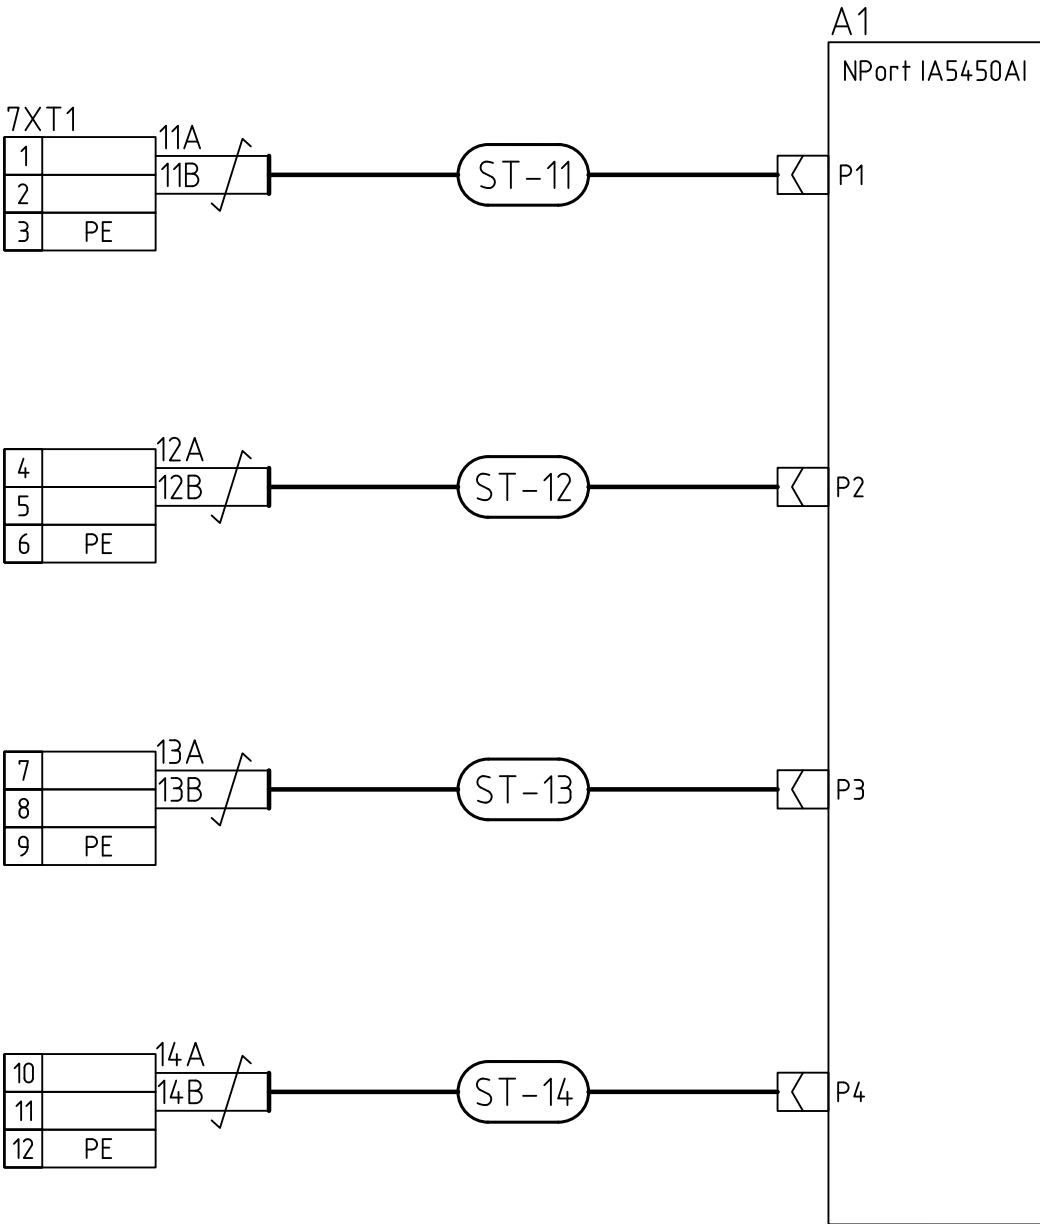 A1
NPort IA5450AI
7XT1
1
11A
11B
2
3 PE
ST-11
P1
4
12A
12B
5
6 PE
ST-12
P2
7
13A
13B
8
9 PE
ST-13
P3
10
14A
14B
11
12 PE
ST-14
P4